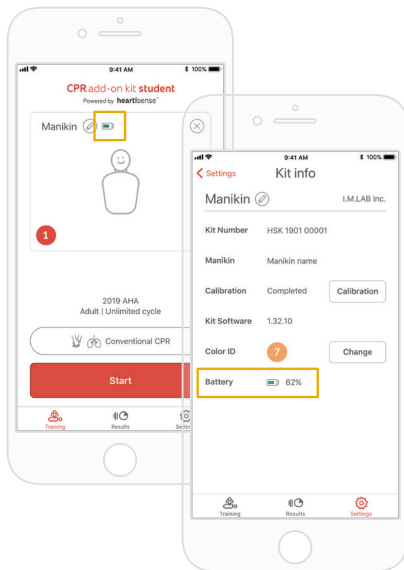 9:41 AM
100%
CPR add-on kit student
Powered by heartisense®
Manikin
1
2019 AHA
Adult | Unlimited cycle
Conventional CPR
Start
Training
Results
9:41 AM
100%
Settings
Kit info
Manikin
I.M.LAB Inc.
Kit Number
HSK 1901 00001
Manikin
Manikin name
Calibration
Completed
Calibration
Kit Software
1.32.10
Color ID
7
Change
Battery
82%
Training
Results
Settings